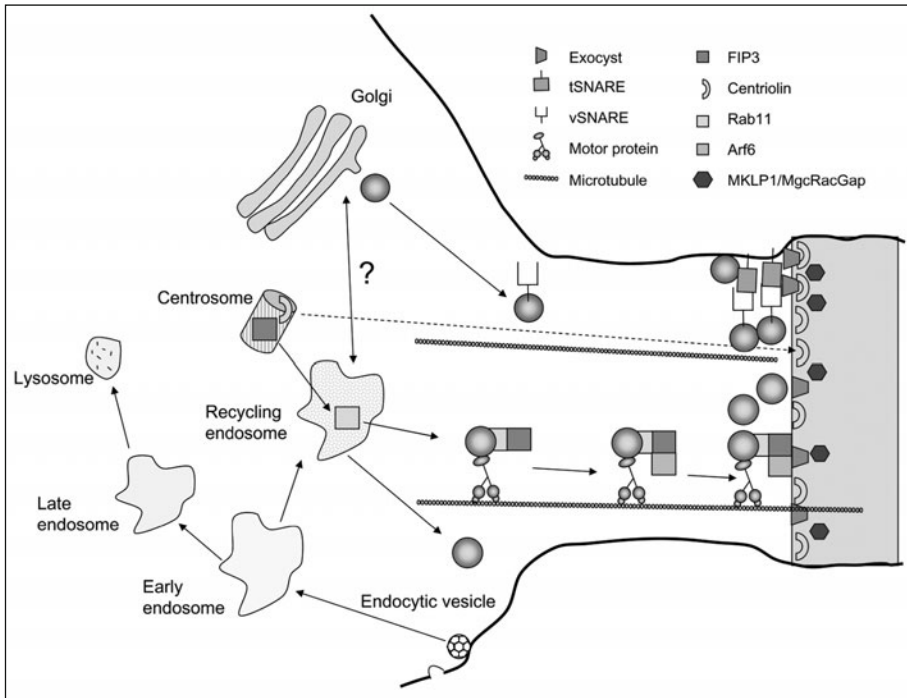 Golgi
Exocyst
tSNARE
vSNARE
Motor protein
Microtubule
FIP3
Centriolin
Rab11
Arf6
MKLP1/MgcRacGap
?
Centrosome
Lysosome
Recycling
endosome
Late
endosome
Early
endosome
Endocytic vesicle